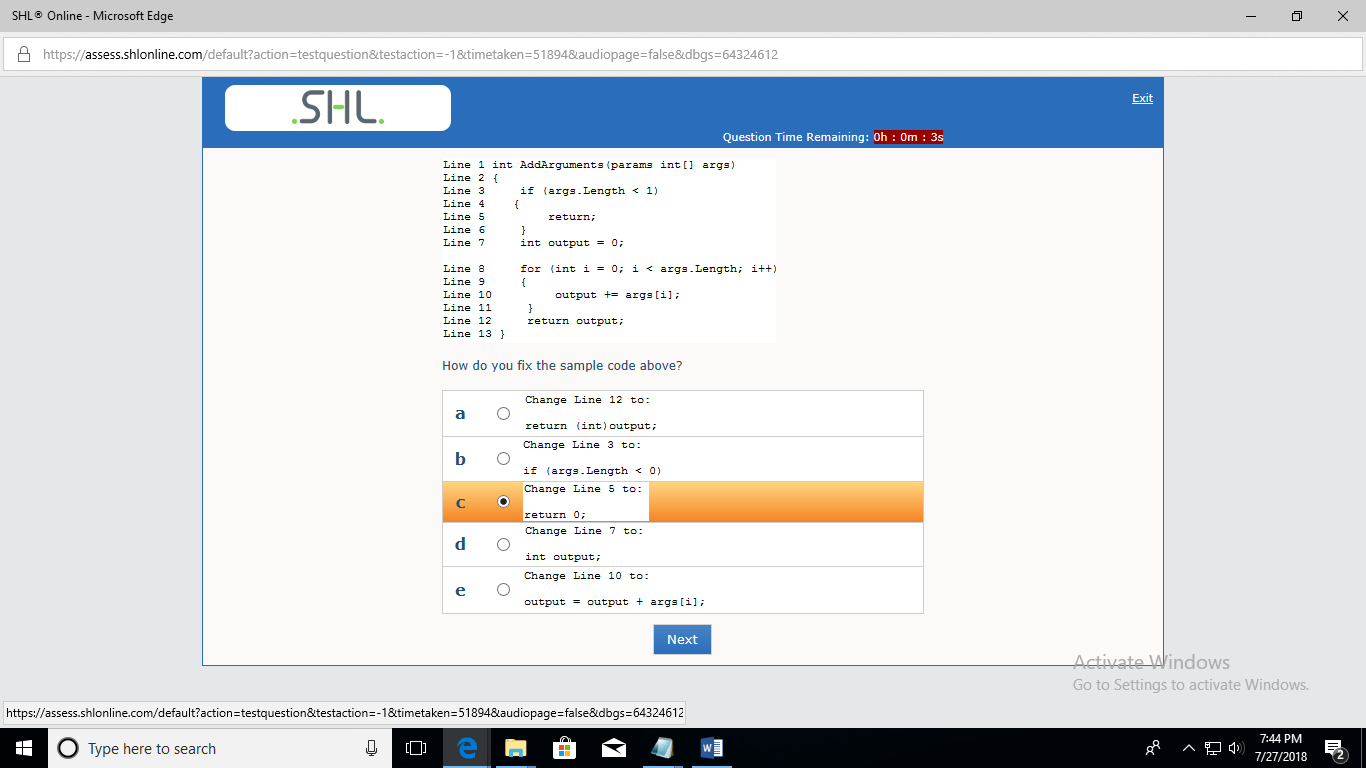 SHL® Online - Microsoft Edge
https://assess.shlonline.com/default?action=testquestion&testaction=-1&timetaken=51894&audiopage=false&dbgs=64324612
.SHL.
Exit
Question Time Remaining: 0h : 0m : 3s
Line 1 int AddArguments(params int[] args)
Line 2 {
Line 3     if (args.Length < 1)
Line 4    {
Line 5        return;
Line 6     }
Line 7     int output = 0;
Line 8     for (int i = 0; i < args.Length; i++)
Line 9     {
Line 10         output += args[i];
Line 11     }
Line 12     return output;
Line 13 }
How do you fix the sample code above?
a
Change Line 12 to:
return (int)output;
b
Change Line 3 to:
if (args.Length < 0)
c
Change Line 5 to:
return 0;
d
Change Line 7 to:
int output;
e
Change Line 10 to:
output = output + args[i];
Next
Activate Windows
Go to Settings to activate Windows.
https://assess.shlonline.com/default?action=testquestion&testaction=-1&timetaken=51894&audiopage=false&dbgs=64324612
Type here to search
7:44 PM
7/27/2018
2